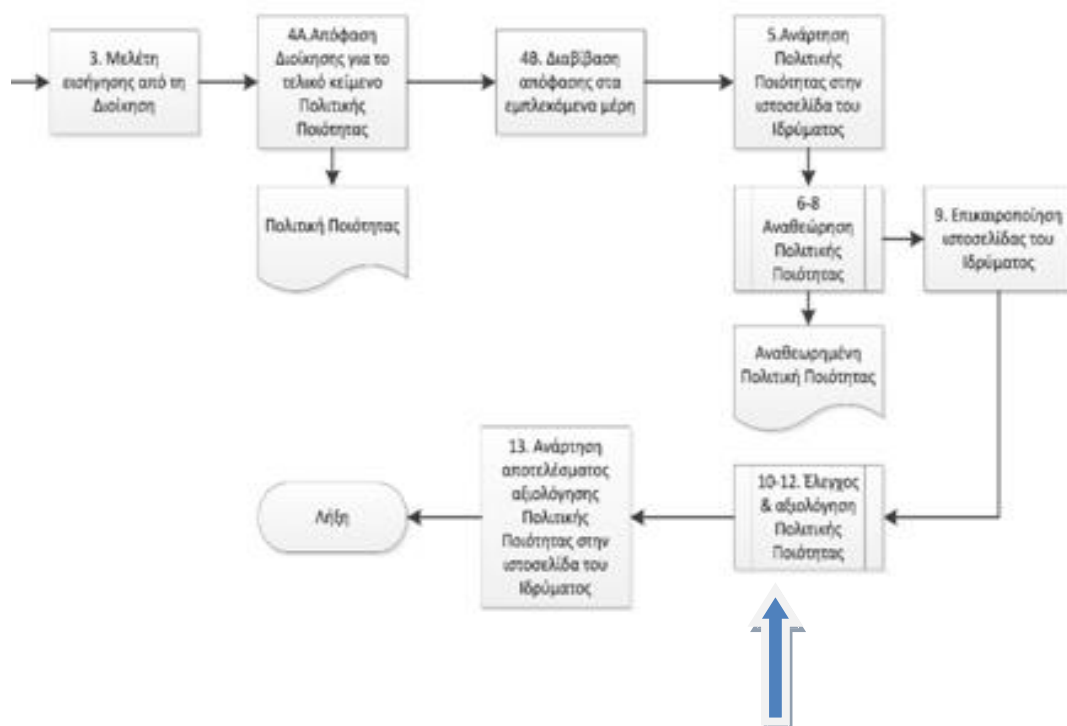 3. Μελέτη
εισήγησης από τη
Διοίκηση
4Α.Απόφαση
Διοίκησης για το
τελικό κείμενο
Πολιτικής
Ποιότητας
4Β. Διαβίβαση
απόφασης στα
εμπλεκόμενα μέρη
5.Ανάρτηση
Πολιτικής
Ποιότητας στην
ιστοσελίδα του
Ιδρύματος
Πολιτική Ποιότητας
6-8
Αναθεώρηση
Πολιτικής
Ποιότητας
9. Επικαιροποίηση
ιστοσελίδας του
Ιδρύματος
Αναθεωρημένη
Πολιτική Ποιότητας
10-12. Έλεγχος
& αξιολόγηση
Πολιτικής
Ποιότητας
13. Ανάρτηση
αποτελέσματος
αξιολόγησης
Πολιτικής
Ποιότητας στην
ιστοσελίδα του
Ιδρύματος
Λήξη